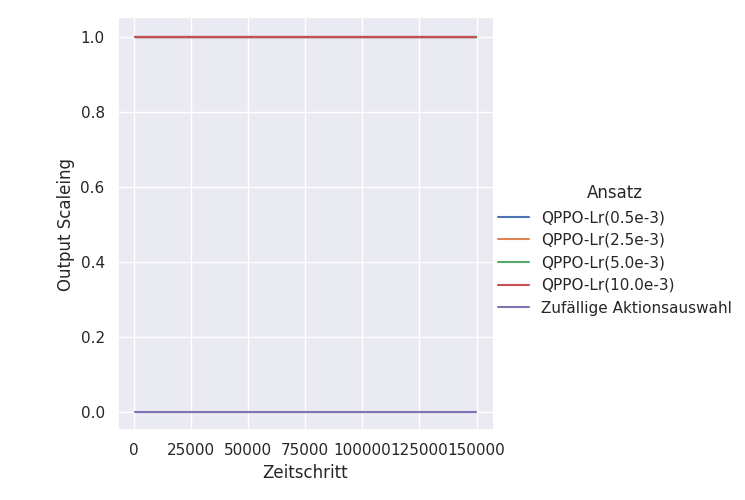 1.0
0.8
0.6
0.4
0.2
0.0
Output Scaleing
0 25000 50000 75000 100000 125000 150000
Zeitschritt
Ansatz
QPPO-Lr(0.5e-3)
QPPO-Lr(2.5e-3)
QPPO-Lr(5.0e-3)
QPPO-Lr(10.0e-3)
Zufällige Aktionsauswahl